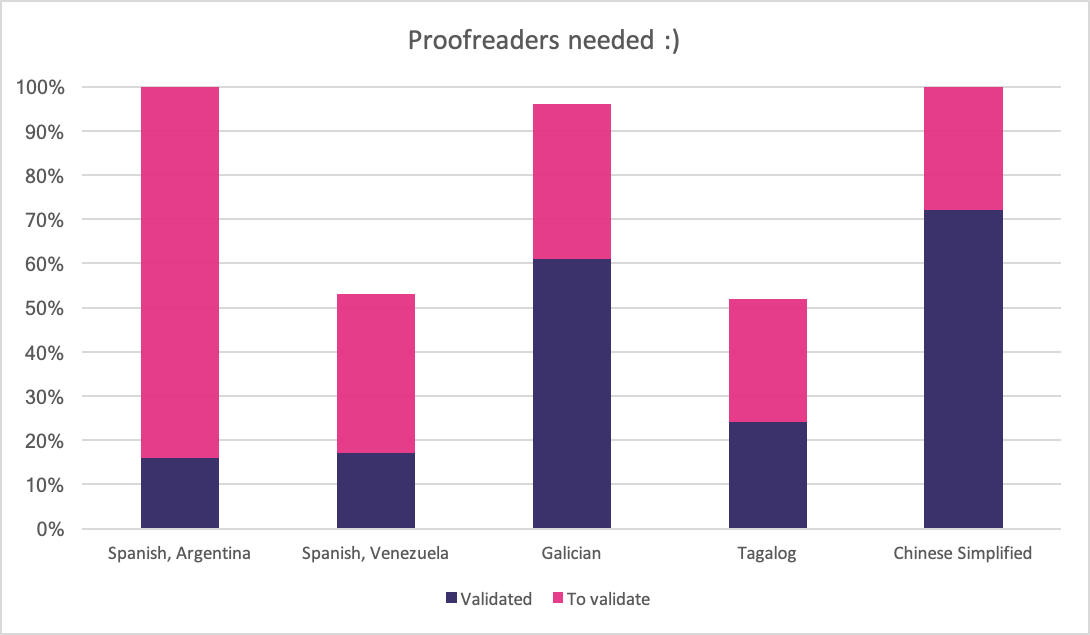 Proofreaders needed :)
100%
90%
80%
70%
60%
50%
40%
30%
20%
10%
0%
Spanish, Argentina
Spanish, Venezuela
Galician
Tagalog
Chinese Simplified
Validated
To validate